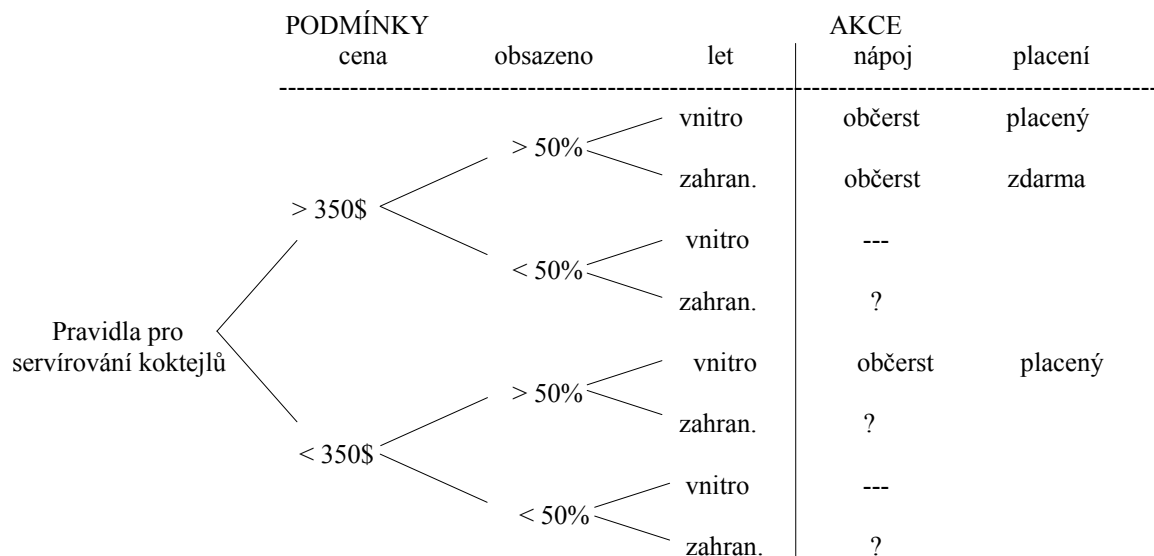 PODMÍNKY AKCE
cena obsazeno let nápoj placení
vnitro občerst placený
> 50%
zahran. občerst zdarma
> 350$
vnitro ---
< 50%
zahran. ?
Pravidla pro
servírování koktejlů
vnitro občerst placený
> 50%
zahran. ?
< 350$
vnitro ---
< 50%
zahran. ?